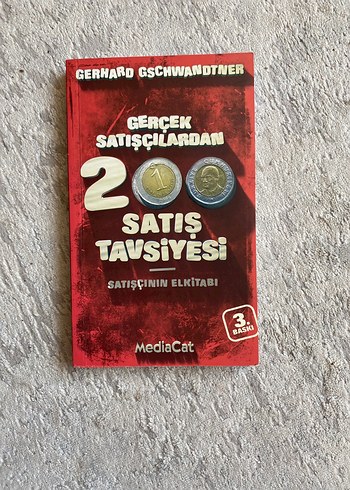 GERHARD GSCHWANDTNER
GERÇEK
SATIŞÇILARDAN
200
SATIŞ
TAVSİYESİ
SATIŞÇININ ELKİTABI
3.
BASKI
MediaCat